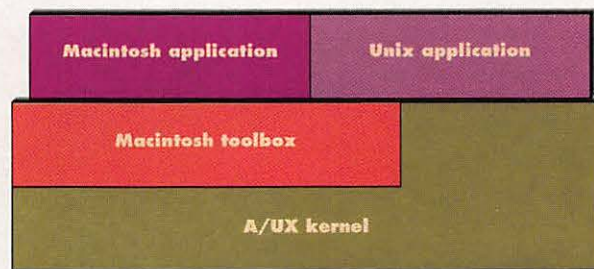 Macintosh application
Unix application
Macintosh toolbox
A/UX kernel